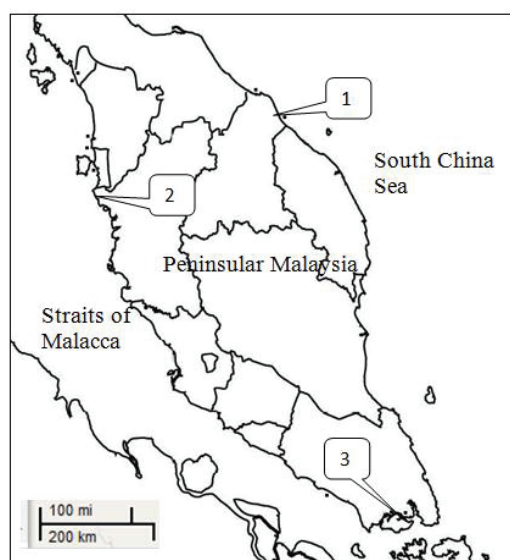 1
South China
Sea
2
Peninsular Malaysia
Straits of
Malacca
3
100 mi
200 km